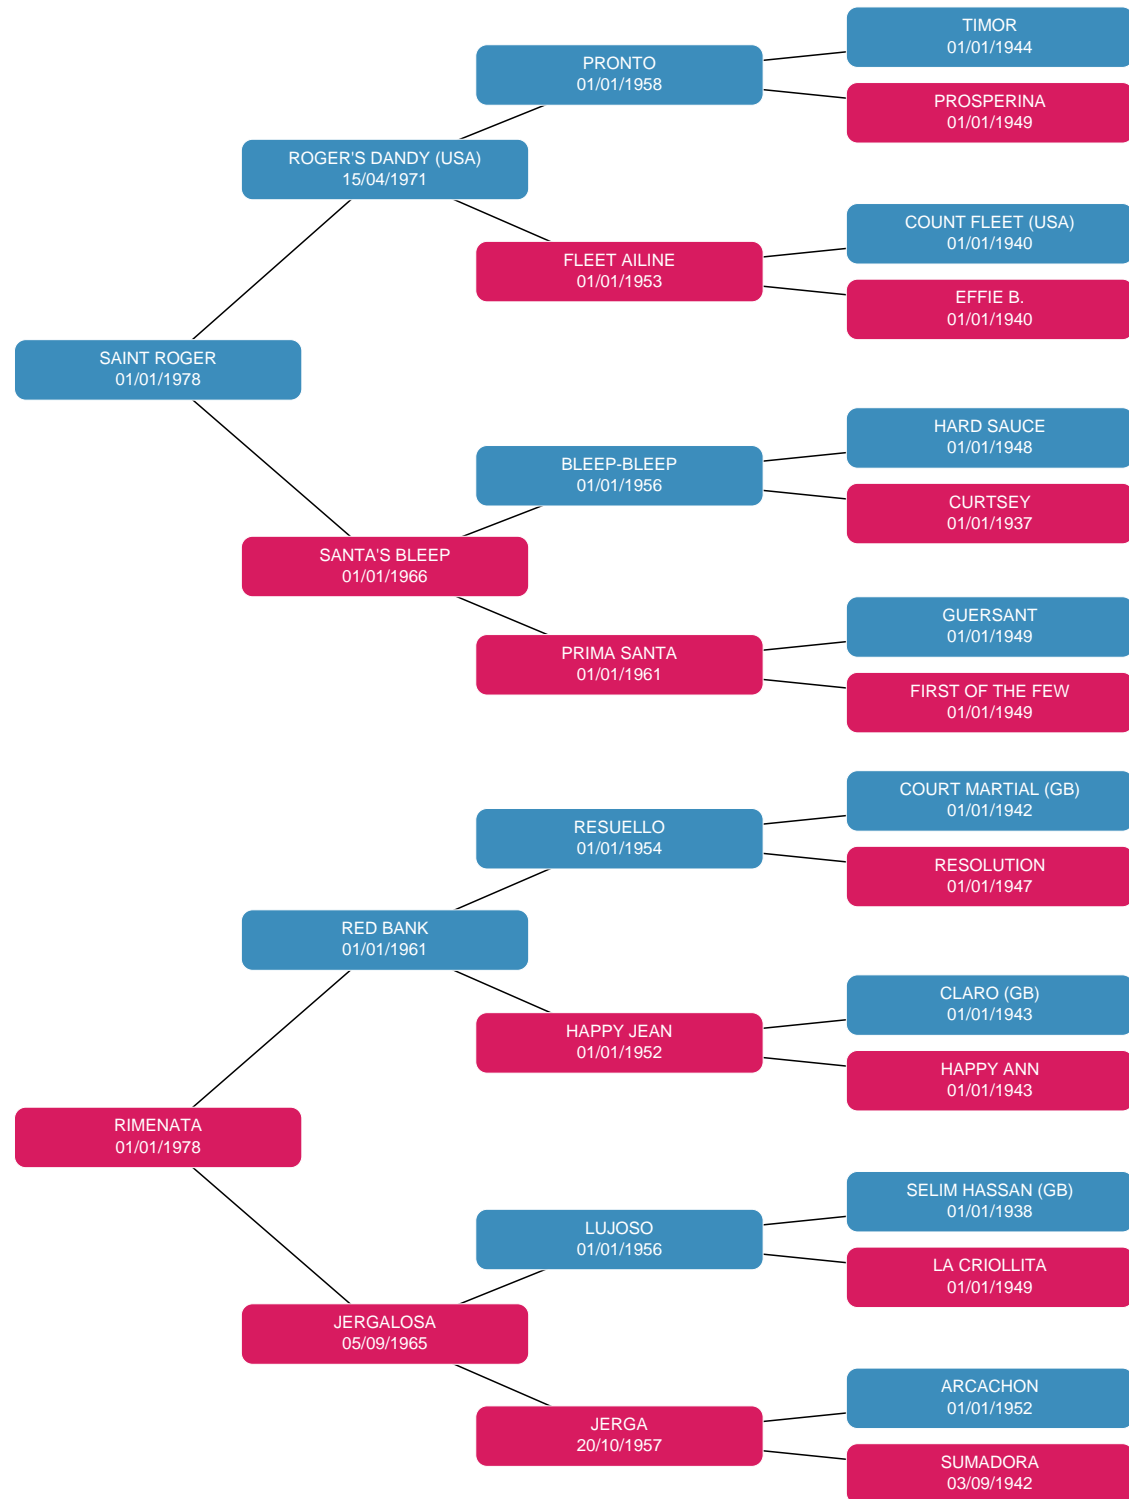 TIMOR
01/01/1944
PRONTO
01/01/1958
PROSPERINA
01/01/1949
ROGER'S DANDY (USA)
15/04/1971
COUNT FLEET (USA)
01/01/1940
FLEET AILINE
01/01/1953
EFFIE B.
01/01/1940
SAINT ROGER
01/01/1978
HARD SAUCE
01/01/1948
BLEEP-BLEEP
01/01/1956
CURTSEY
01/01/1937
SANTA'S BLEEP
01/01/1966
GUERSANT
01/01/1949
PRIMA SANTA
01/01/1961
FIRST OF THE FEW
01/01/1949
COURT MARTIAL (GB)
01/01/1942
RESUELLO
01/01/1954
RESOLUTION
01/01/1947
RED BANK
01/01/1961
CLARO (GB)
01/01/1943
HAPPY JEAN
01/01/1952
HAPPY ANN
01/01/1943
RIMENATA
01/01/1978
SELIM HASSAN (GB)
01/01/1938
LUJOSO
01/01/1956
LA CRIOLLITA
01/01/1949
JERGALOSA
05/09/1965
ARCACHON
01/01/1952
JERGA
20/10/1957
SUMADORA
03/09/1942